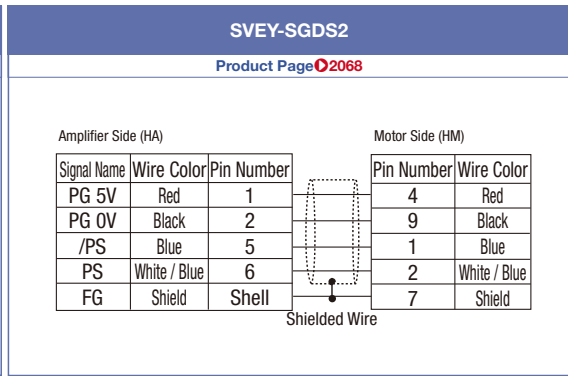 SVEY-SGDS2
Product Page 2068
Amplifier Side (HA)
Motor Side (HM)
Signal Name Wire Color Pin Number Pin Number Wire Color
PG 5V Red 1 4 Red
PG 0V Black 2 9 Black
/PS Blue 5 1 Blue
PS White / Blue 6 2 White / Blue
FG Shield Shell 7 Shield
Shielded Wire